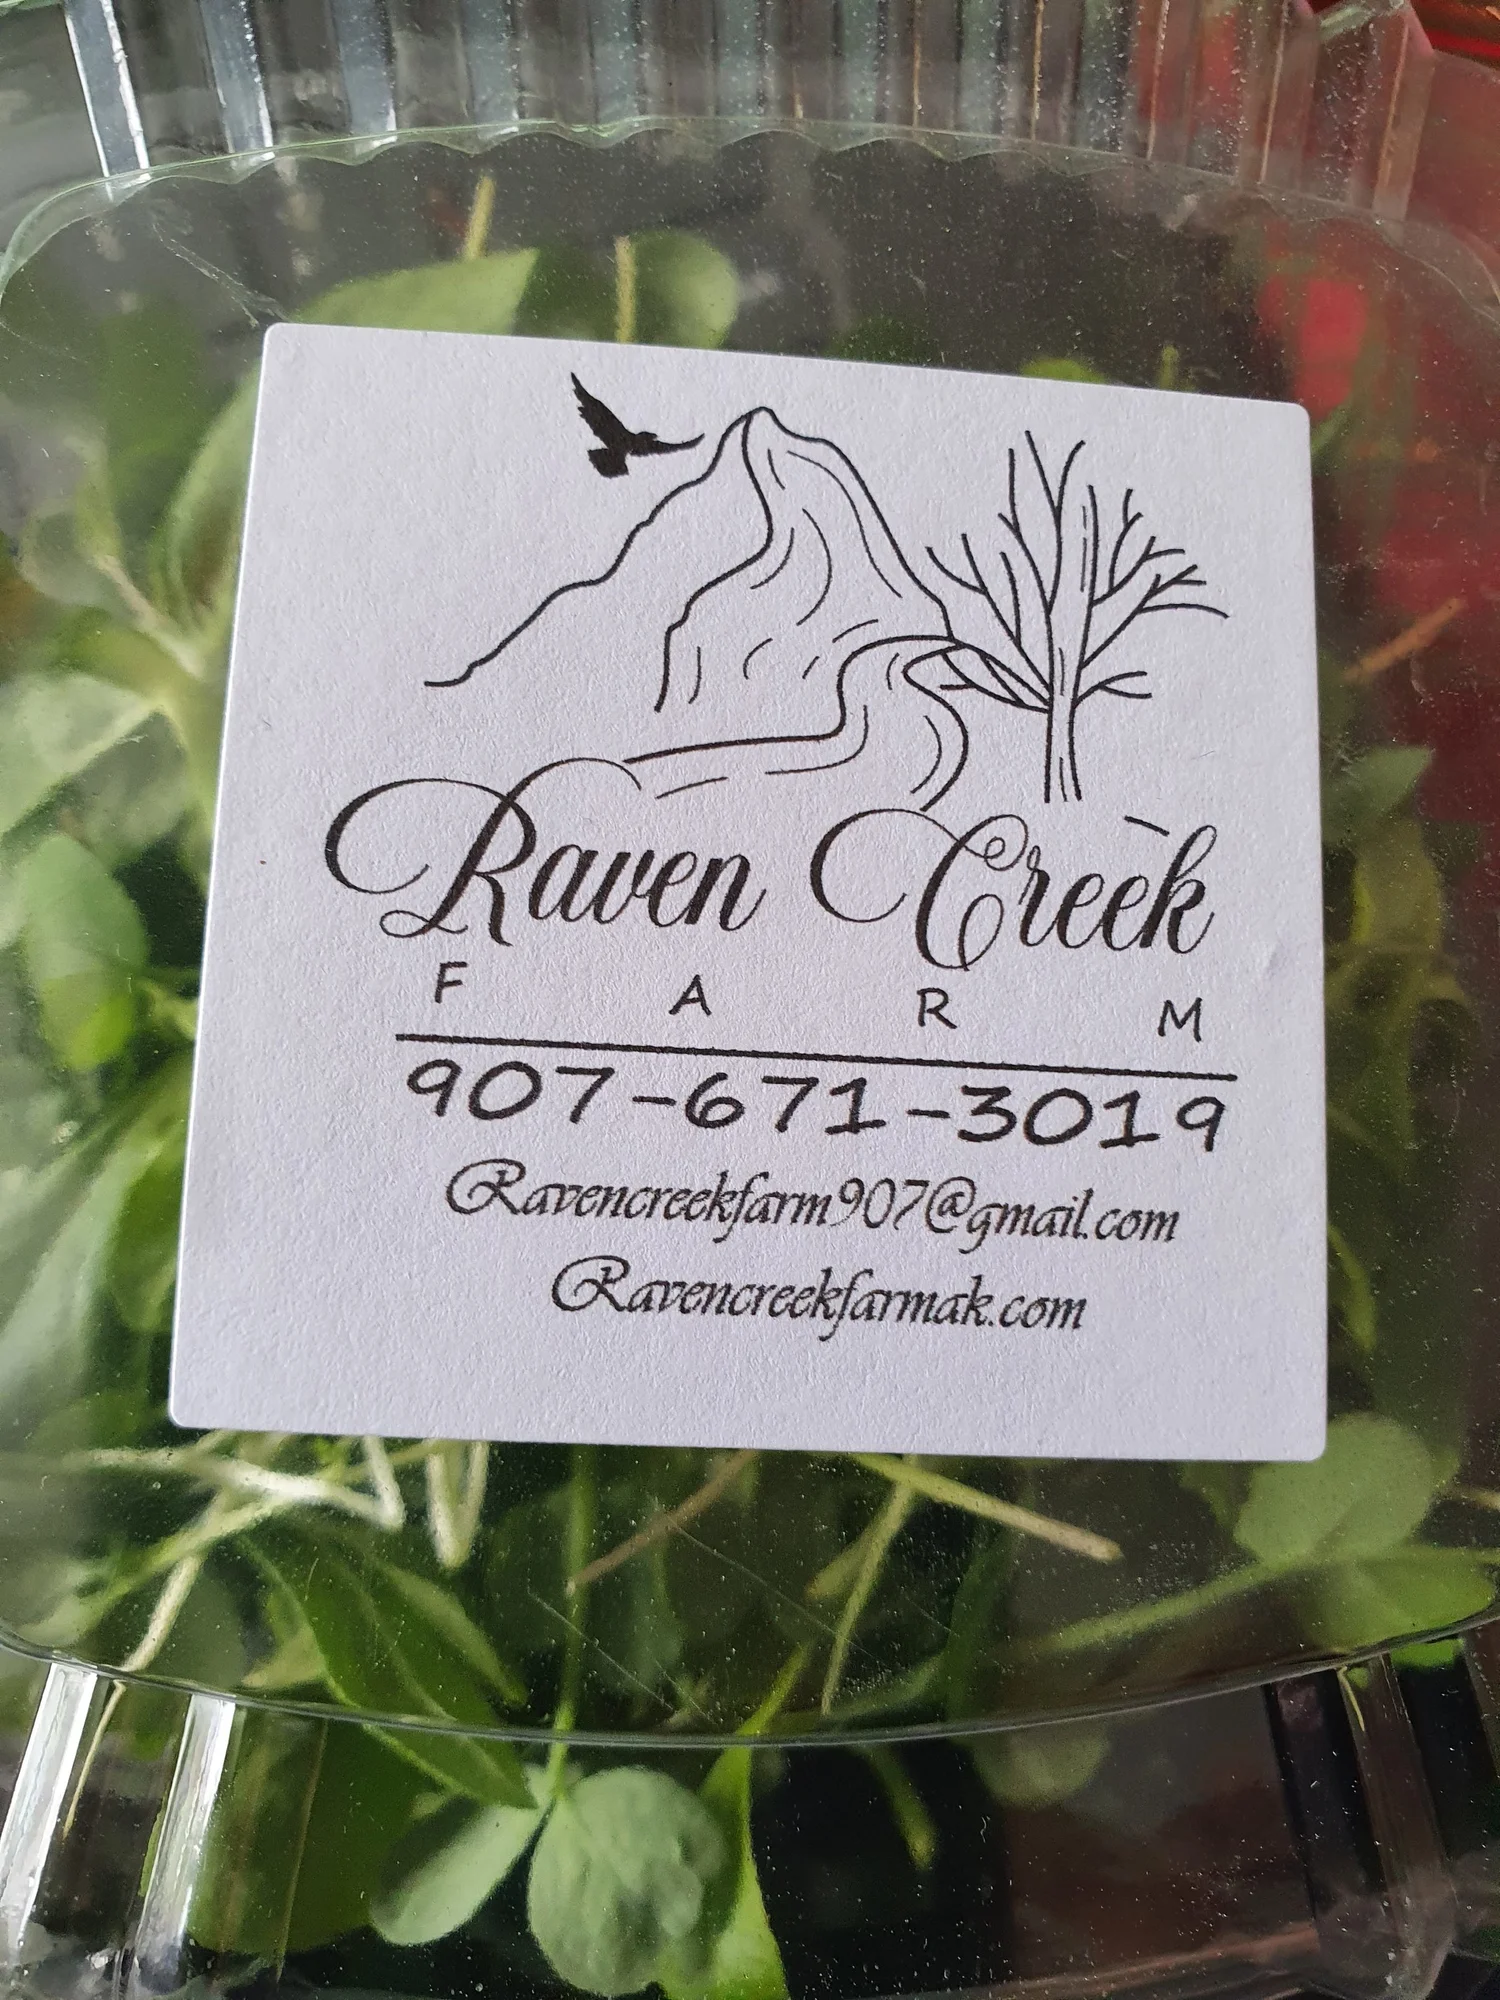 Raven Creek
FARM
907-671-3019
Ravencreekfarm907@gmail.com
Ravencreekfarmak.com